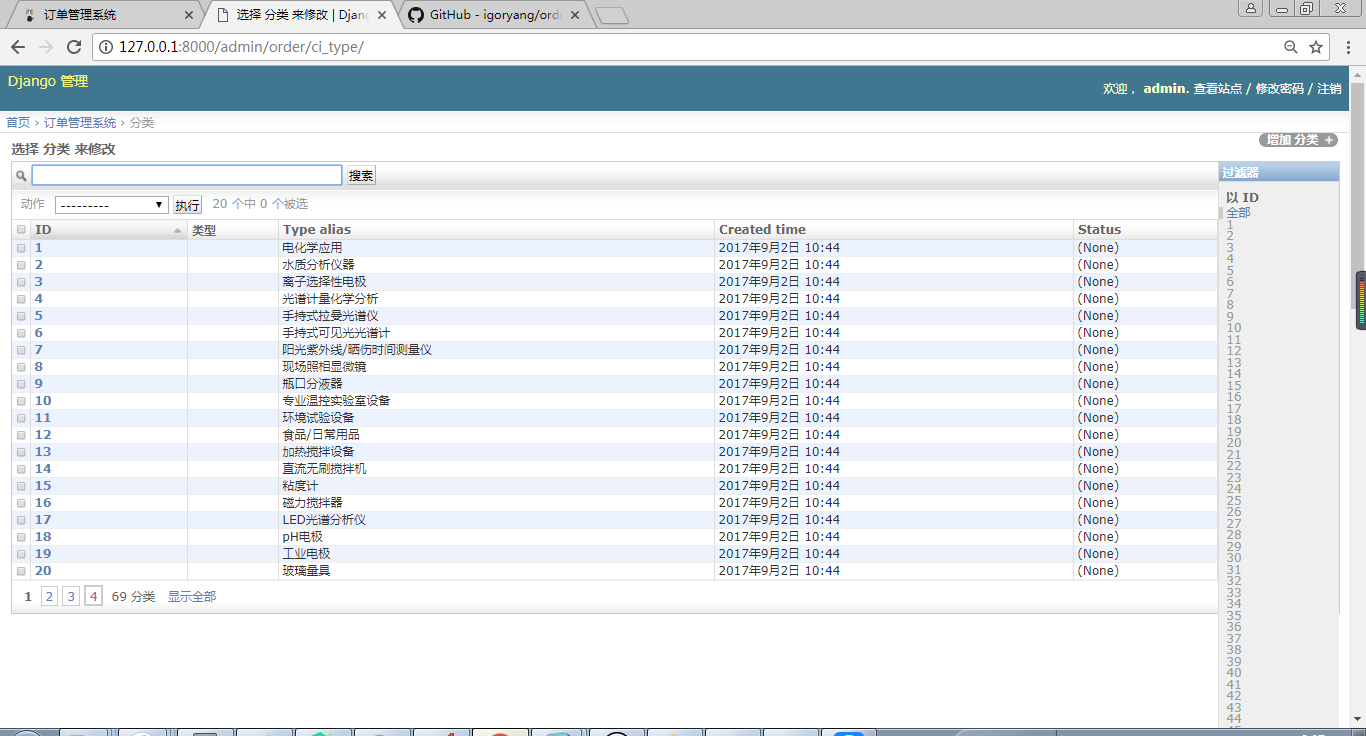 订单管理系统
选择 分类 来修改 | Djang
GitHub - igoryang/orde
127.0.0.1:8000/admin/order/ci_type/
Django 管理
欢迎， admin. 查看站点 / 修改密码 / 注销
首页 › 订单管理系统 › 分类
选择 分类 来修改
增加 分类 +
搜索
过滤器
动作 --------- 执行 20 个中 0 个被选
以 ID
全部
ID 类型 Type alias Created time Status
1 电化学应用 2017年9月2日 10:44 (None)
2 水质分析仪器 2017年9月2日 10:44 (None)
3 离子选择性电极 2017年9月2日 10:44 (None)
4 光谱计量化学分析 2017年9月2日 10:44 (None)
5 手持式拉曼光谱仪 2017年9月2日 10:44 (None)
6 手持式可见光光谱计 2017年9月2日 10:44 (None)
7 阳光紫外线/晒伤时间测量仪 2017年9月2日 10:44 (None)
8 现场照相显微镜 2017年9月2日 10:44 (None)
9 瓶口分液器 2017年9月2日 10:44 (None)
10 专业温控实验室设备 2017年9月2日 10:44 (None)
11 环境试验设备 2017年9月2日 10:44 (None)
12 食品/日常用品 2017年9月2日 10:44 (None)
13 加热搅拌设备 2017年9月2日 10:44 (None)
14 直流无刷搅拌机 2017年9月2日 10:44 (None)
15 粘度计 2017年9月2日 10:44 (None)
16 磁力搅拌器 2017年9月2日 10:44 (None)
17 LED光谱分析仪 2017年9月2日 10:44 (None)
18 pH电极 2017年9月2日 10:44 (None)
19 工业电极 2017年9月2日 10:44 (None)
20 玻璃量具 2017年9月2日 10:44 (None)
1 2 3 4 69 分类 显示全部
1
2
3
4
5
6
7
8
9
10
11
12
13
14
15
16
17
18
19
20
21
22
23
24
25
26
27
28
29
30
31
32
33
34
35
36
37
38
39
40
41
42
43
44